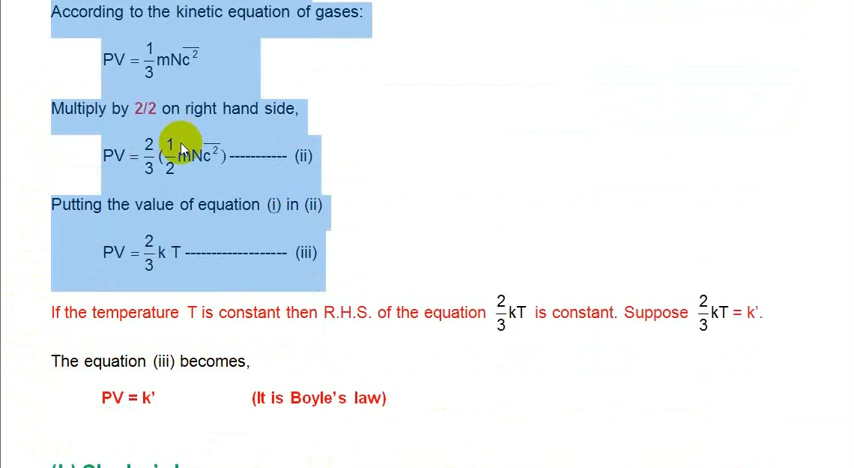 According to the kinetic equation of gases:
PV = 1/3 mNc̅²
Multiply by 2/2 on right hand side,
PV = 2/3 (1/2 mNc̅²) ----------- (ii)
Putting the value of equation (i) in (ii)
PV = 2/3 k T ------------------- (iii)
If the temperature T is constant then R.H.S. of the equation 2/3 kT is constant. Suppose 2/3 kT = k'.
The equation (iii) becomes,
PV = k' (It is Boyle's law)